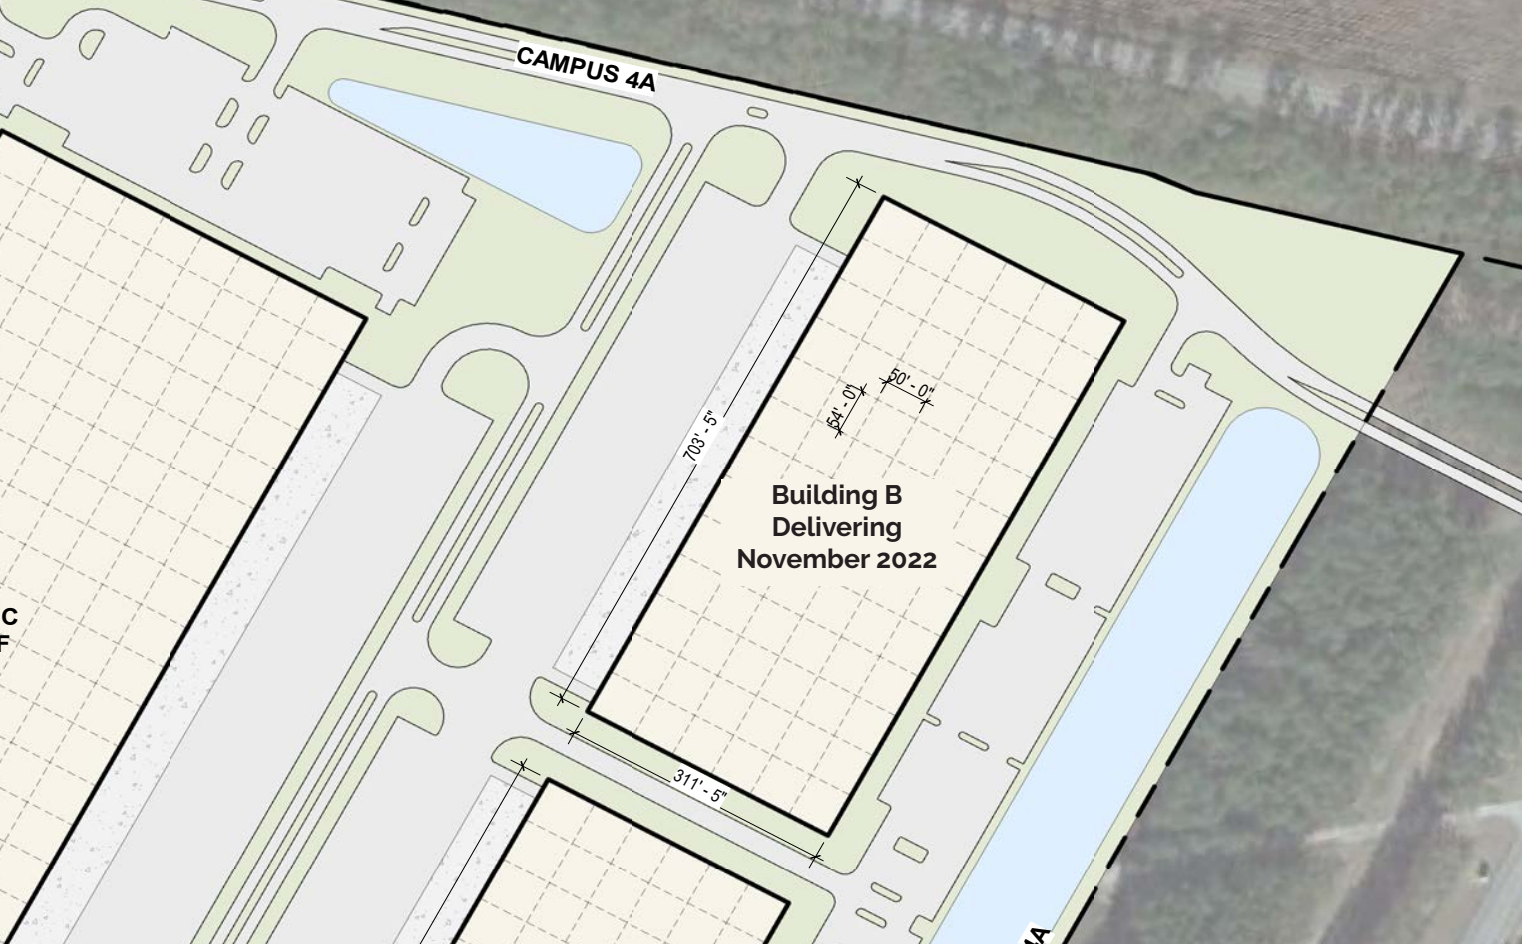 CAMPUS 4A
50' - 0"
54' - 0"
703' - 5"
Building B
Delivering
November 2022
C
F
311' - 5"
4A